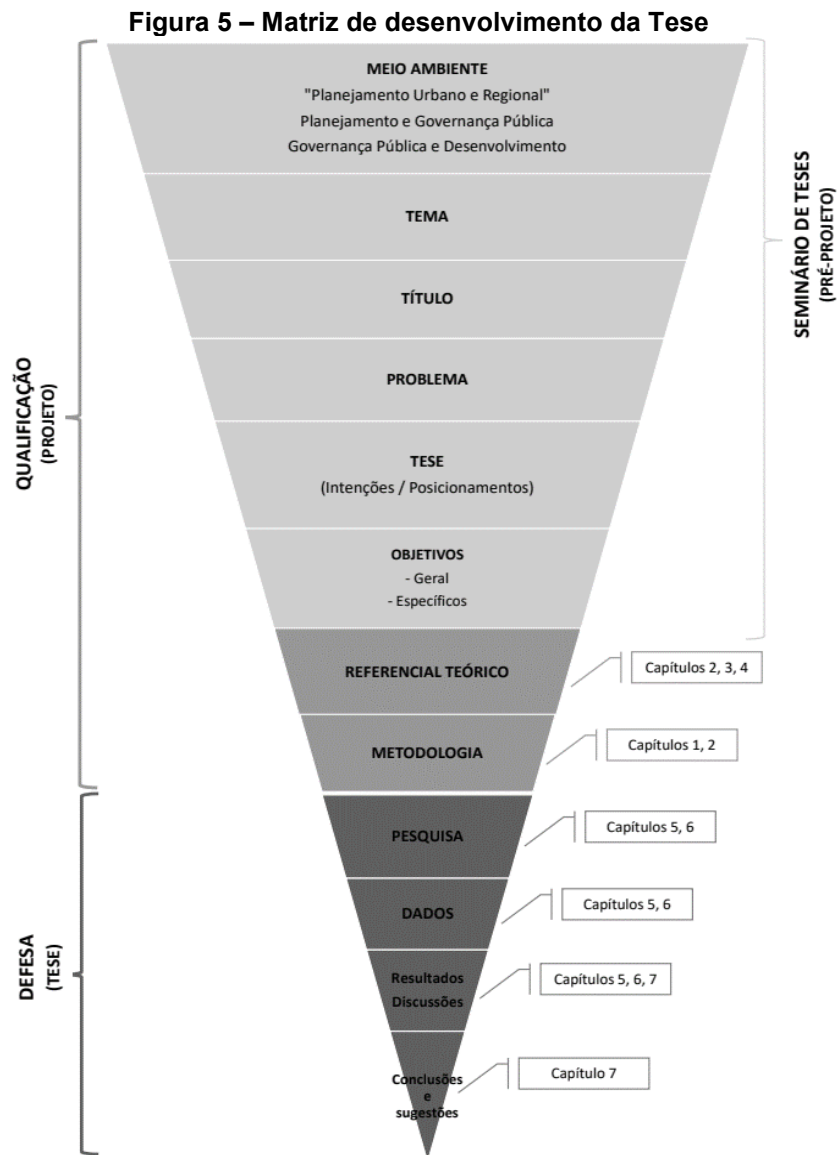 Figura 5 – Matriz de desenvolvimento da Tese
MEIO AMBIENTE
"Planejamento Urbano e Regional"
Planejamento e Governança Pública
Governança Pública e Desenvolvimento
TEMA
TÍTULO
PROBLEMA
TESE
(Intenções / Posicionamentos)
OBJETIVOS
- Geral
- Específicos
REFERENCIAL TEÓRICO
METODOLOGIA
PESQUISA
DADOS
Resultados
Discussões
Conclusões
e
sugestões
QUALIFICAÇÃO
(PROJETO)
DEFESA
(TESE)
SEMINÁRIO DE TESES
(PRÉ-PROJETO)
Capítulos 2, 3, 4
Capítulos 1, 2
Capítulos 5, 6
Capítulos 5, 6
Capítulos 5, 6, 7
Capítulo 7